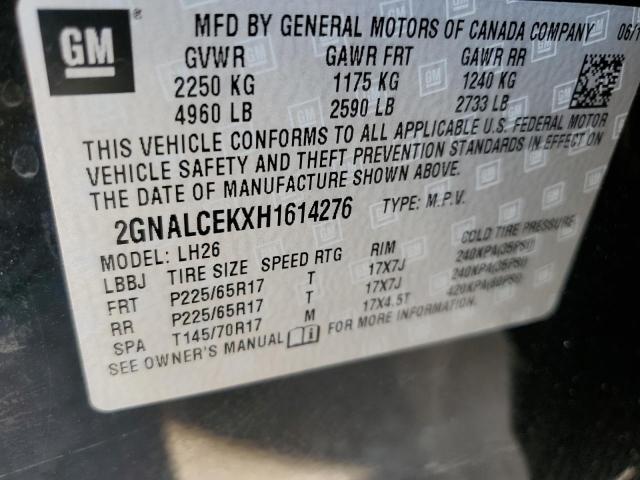 GM
MFD BY GENERAL MOTORS OF CANADA COMPANY 06/1
GVWR GAWR FRT GAWR RR
2250 KG 1175 KG 1240 KG
4960 LB 2590 LB 2733 LB
THIS VEHICLE CONFORMS TO ALL APPLICABLE U.S. FEDERAL MOTOR
VEHICLE SAFETY AND THEFT PREVENTION STANDARDS IN EFFECT ON
THE DATE OF MANUFACTURE SHOWN ABOVE.
2GNALCEKXH1614276 TYPE: M.P.V.
MODEL: LH26
LBBJ TIRE SIZE SPEED RTG RIM COLD TIRE PRESSURE
FRT P225/65R17 T 17X7J 240KPA(35PSI)
RR P225/65R17 T 17X7J 240KPA(35PSI)
SPA T145/70R17 M 17X4.5T 420KPA(60PSI)
SEE OWNER'S MANUAL FOR MORE INFORMATION.